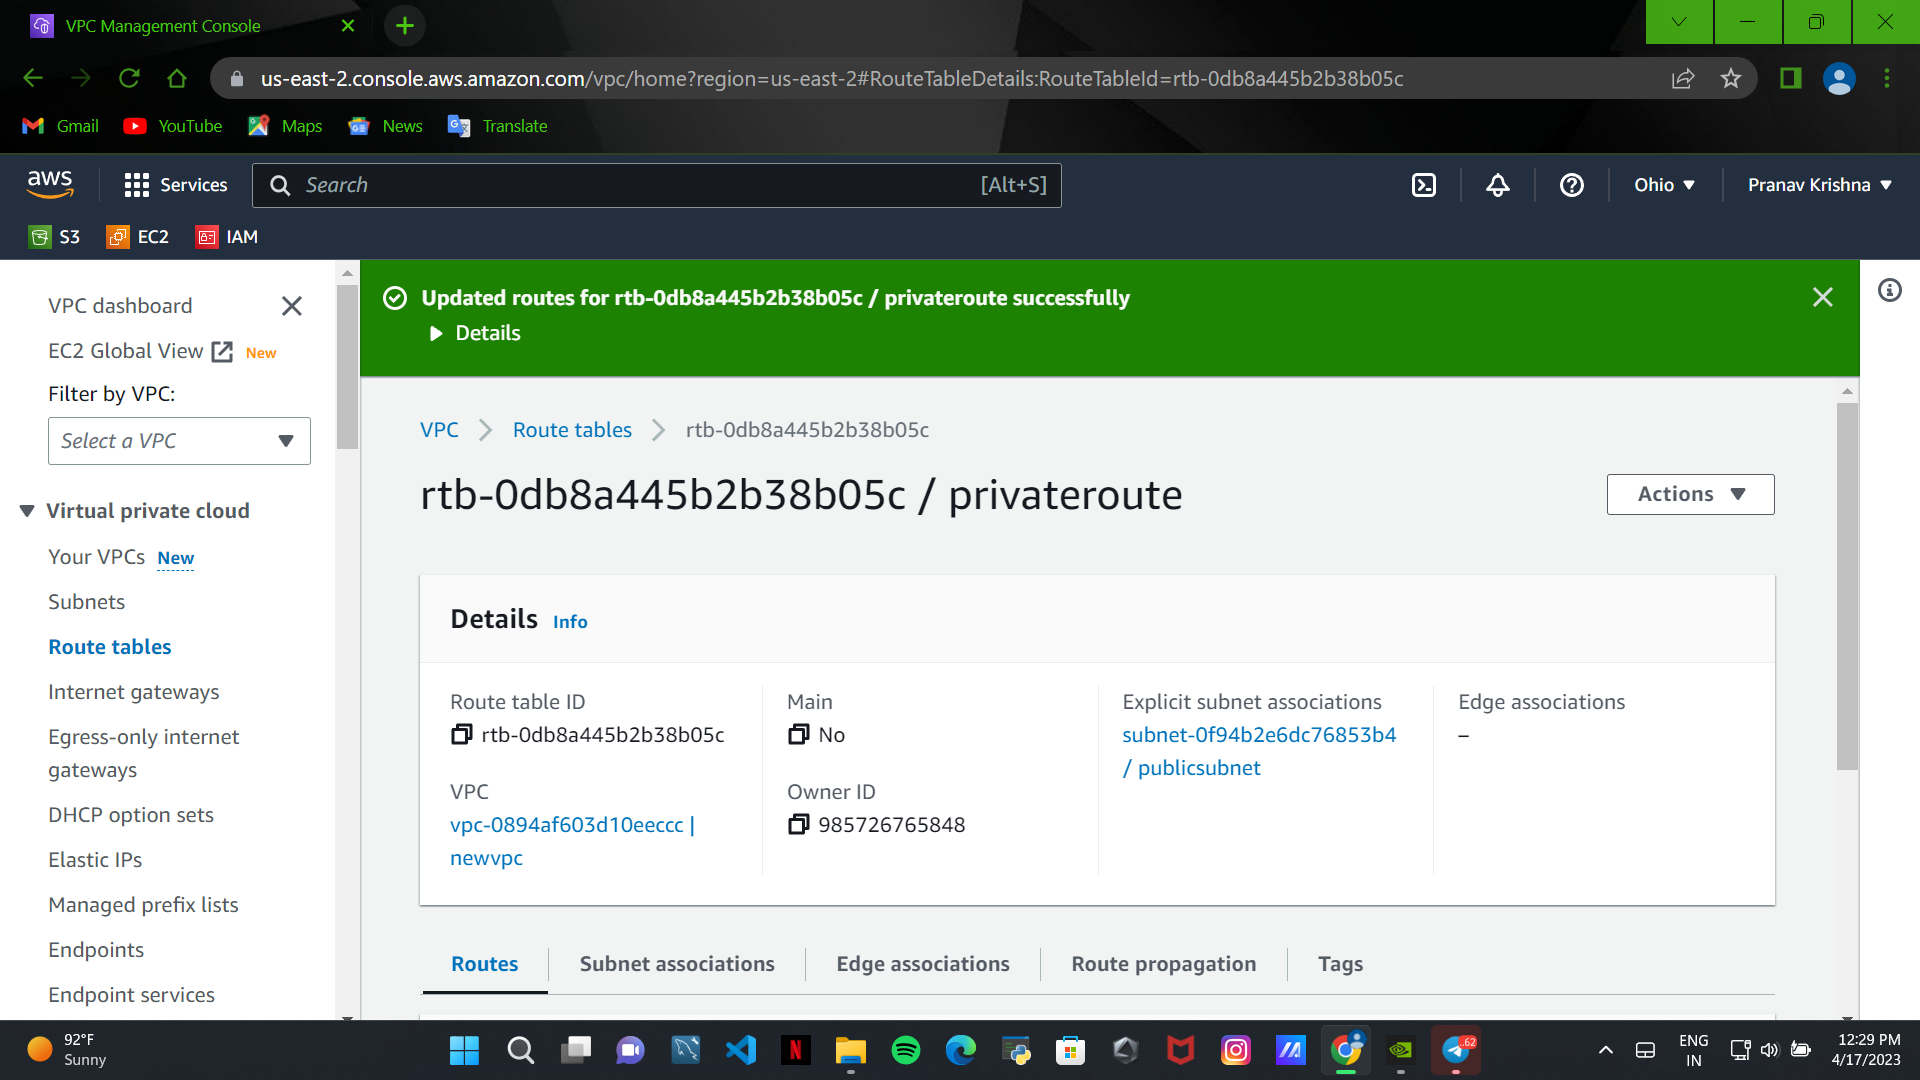 VPC Management Console
us-east-2.console.aws.amazon.com/vpc/home?region=us-east-2#RouteTableDetails:RouteTableId=rtb-0db8a445b2b38b05c
Gmail YouTube Maps News Translate
aws Services Search [Alt+S] Ohio Pranav Krishna
S3 EC2 IAM
VPC dashboard
EC2 Global View New
Filter by VPC:
Select a VPC
Virtual private cloud
Your VPCs New
Subnets
Route tables
Internet gateways
Egress-only internet
gateways
DHCP option sets
Elastic IPs
Managed prefix lists
Endpoints
Endpoint services
Updated routes for rtb-0db8a445b2b38b05c / privateroute successfully
Details
VPC Route tables rtb-0db8a445b2b38b05c
rtb-0db8a445b2b38b05c / privateroute
Actions
Details Info
Route table ID
rtb-0db8a445b2b38b05c
Main
No
Explicit subnet associations
subnet-0f94b2e6dc76853b4
/ publicsubnet
Edge associations
–
VPC
vpc-0894af603d10eeccc |
newvpc
Owner ID
985726765848
Routes Subnet associations Edge associations Route propagation Tags
92°F
Sunny
N
..62
ENG
IN
12:29 PM
4/17/2023